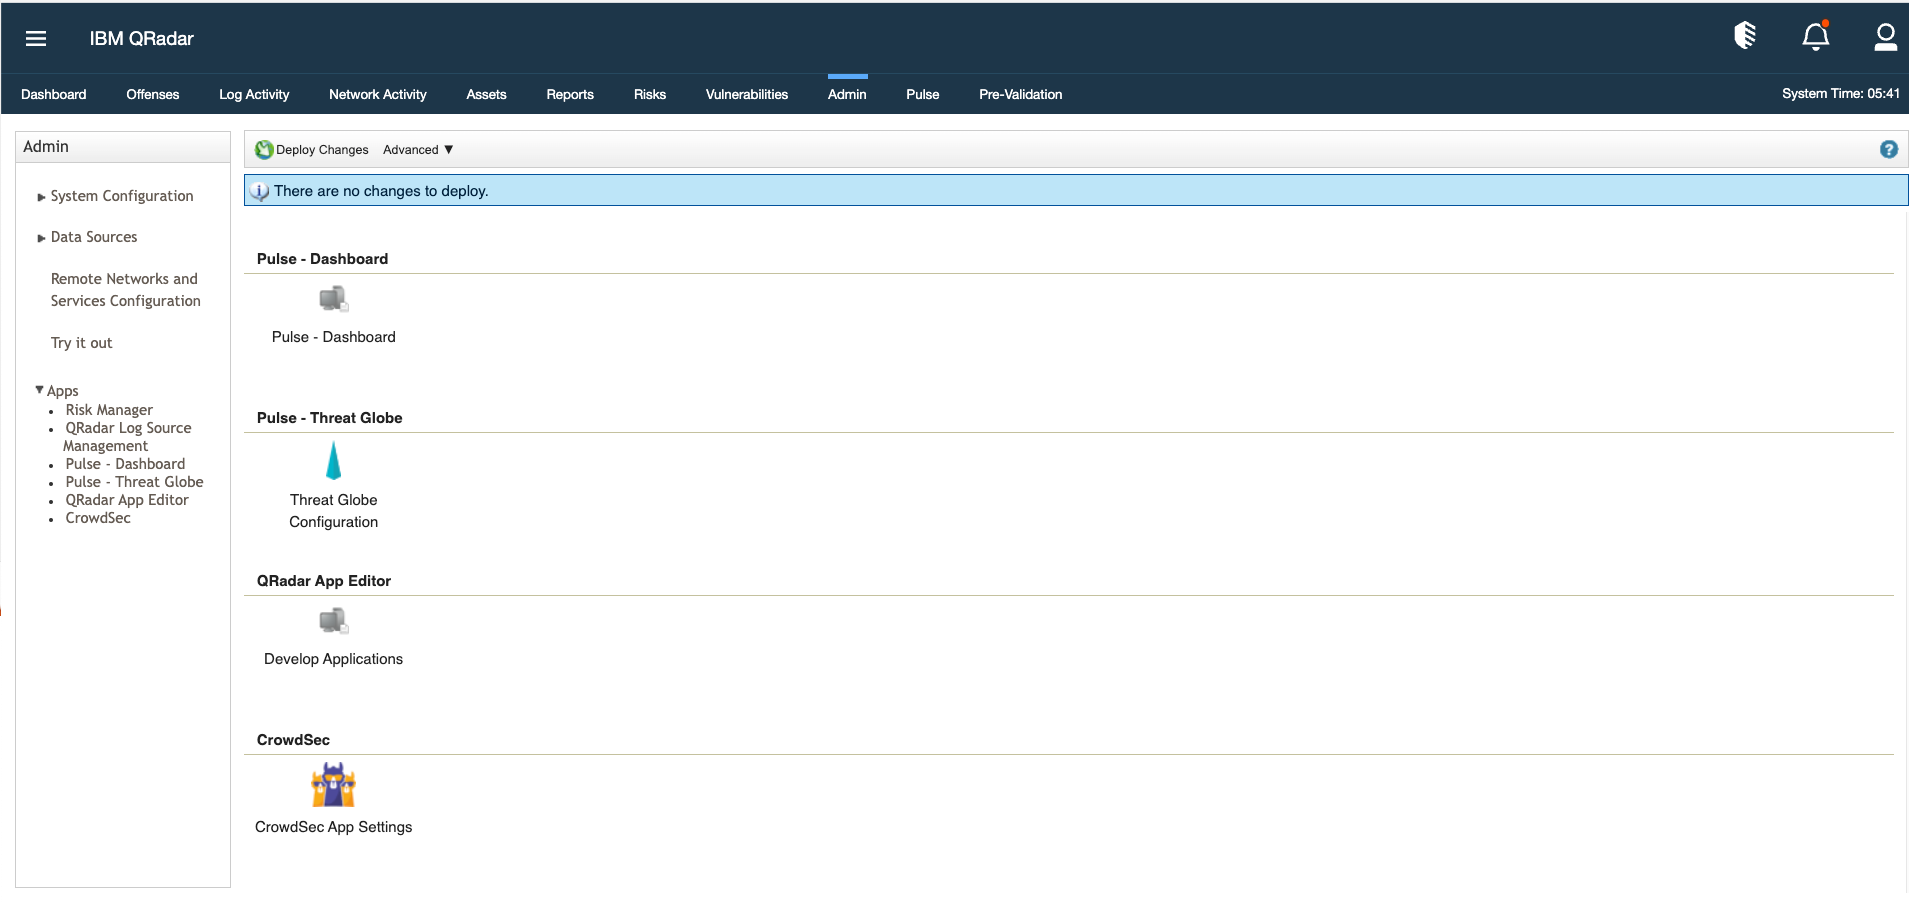 IBM QRadar
Dashboard Offenses Log Activity Network Activity Assets Reports Risks Vulnerabilities Admin Pulse Pre-Validation System Time: 05:41
Admin
System Configuration
Data Sources
Remote Networks and
Services Configuration
Try it out
Apps
Risk Manager
QRadar Log Source
Management
Pulse - Dashboard
Pulse - Threat Globe
QRadar App Editor
CrowdSec
Deploy Changes Advanced ▼
There are no changes to deploy.
Pulse - Dashboard
Pulse - Dashboard
Pulse - Threat Globe
Threat Globe
Configuration
QRadar App Editor
Develop Applications
CrowdSec
CrowdSec App Settings